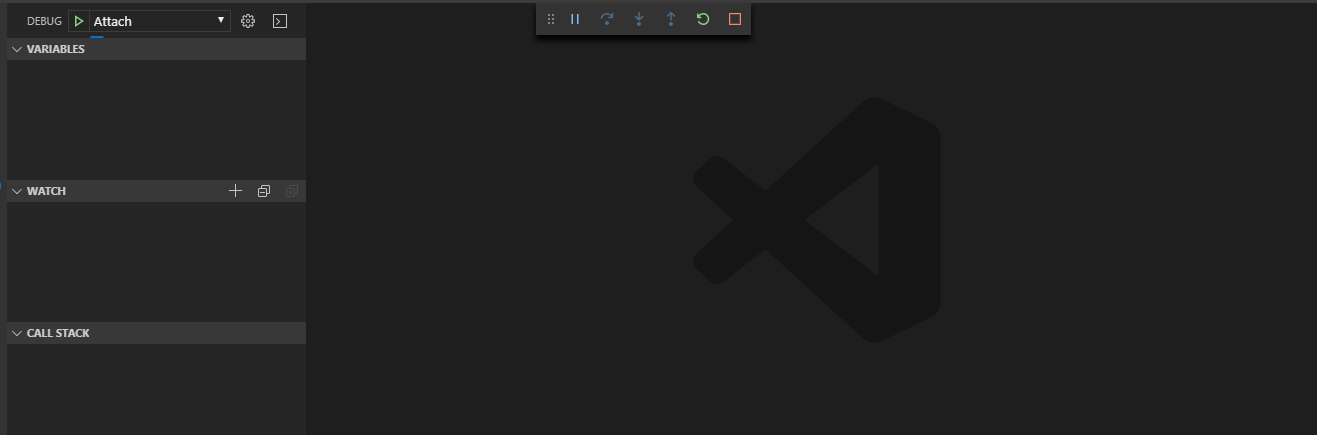 DEBUG Attach
VARIABLES
WATCH
CALL STACK